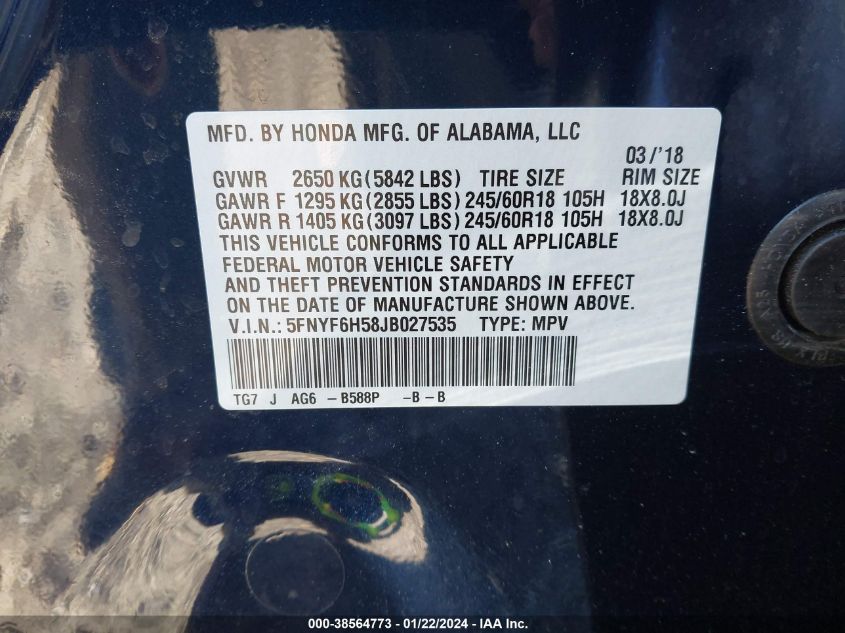 MFD. BY HONDA MFG. OF ALABAMA, LLC
03/'18
GVWR 2650 KG(5842 LBS) TIRE SIZE RIM SIZE
GAWR F 1295 KG(2855 LBS) 245/60R18 105H 18X8.0J
GAWR R 1405 KG(3097 LBS) 245/60R18 105H 18X8.0J
THIS VEHICLE CONFORMS TO ALL APPLICABLE
FEDERAL MOTOR VEHICLE SAFETY
AND THEFT PREVENTION STANDARDS IN EFFECT
ON THE DATE OF MANUFACTURE SHOWN ABOVE.
V.I.N.: 5FNYF6H58JB027535 TYPE: MPV
TG7 J AG6 -B588P -B-B
000-38564773 - 01/22/2024 - IAA Inc.